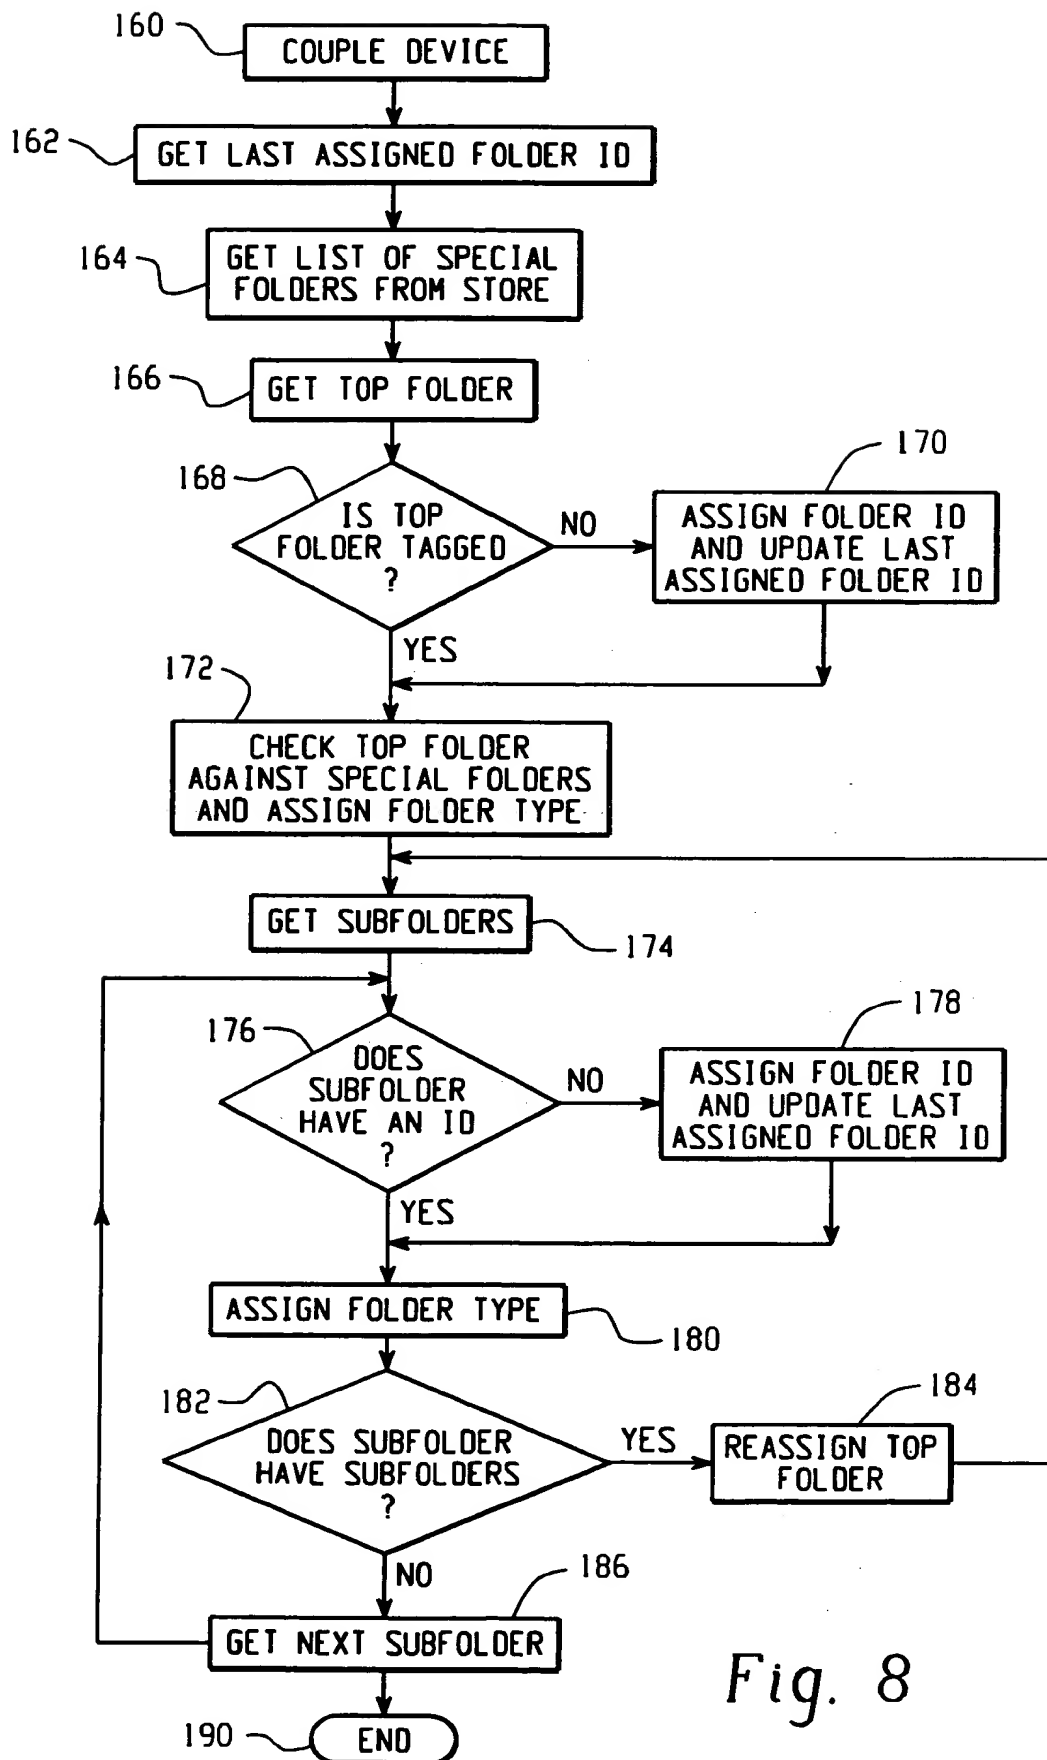 160
COUPLE DEVICE
162
GET LAST ASSIGNED FOLDER ID
164
GET LIST OF SPECIAL
FOLDERS FROM STORE
166
GET TOP FOLDER
168
IS TOP
FOLDER TAGGED
?
NO
170
ASSIGN FOLDER ID
AND UPDATE LAST
ASSIGNED FOLDER ID
YES
172
CHECK TOP FOLDER
AGAINST SPECIAL FOLDERS
AND ASSIGN FOLDER TYPE
GET SUBFOLDERS
174
176
DOES
SUBFOLDER
HAVE AN ID
?
NO
178
ASSIGN FOLDER ID
AND UPDATE LAST
ASSIGNED FOLDER ID
YES
ASSIGN FOLDER TYPE
180
182
DOES SUBFOLDER
HAVE SUBFOLDERS
?
YES
184
REASSIGN TOP
FOLDER
NO
186
GET NEXT SUBFOLDER
190
END
Fig. 8